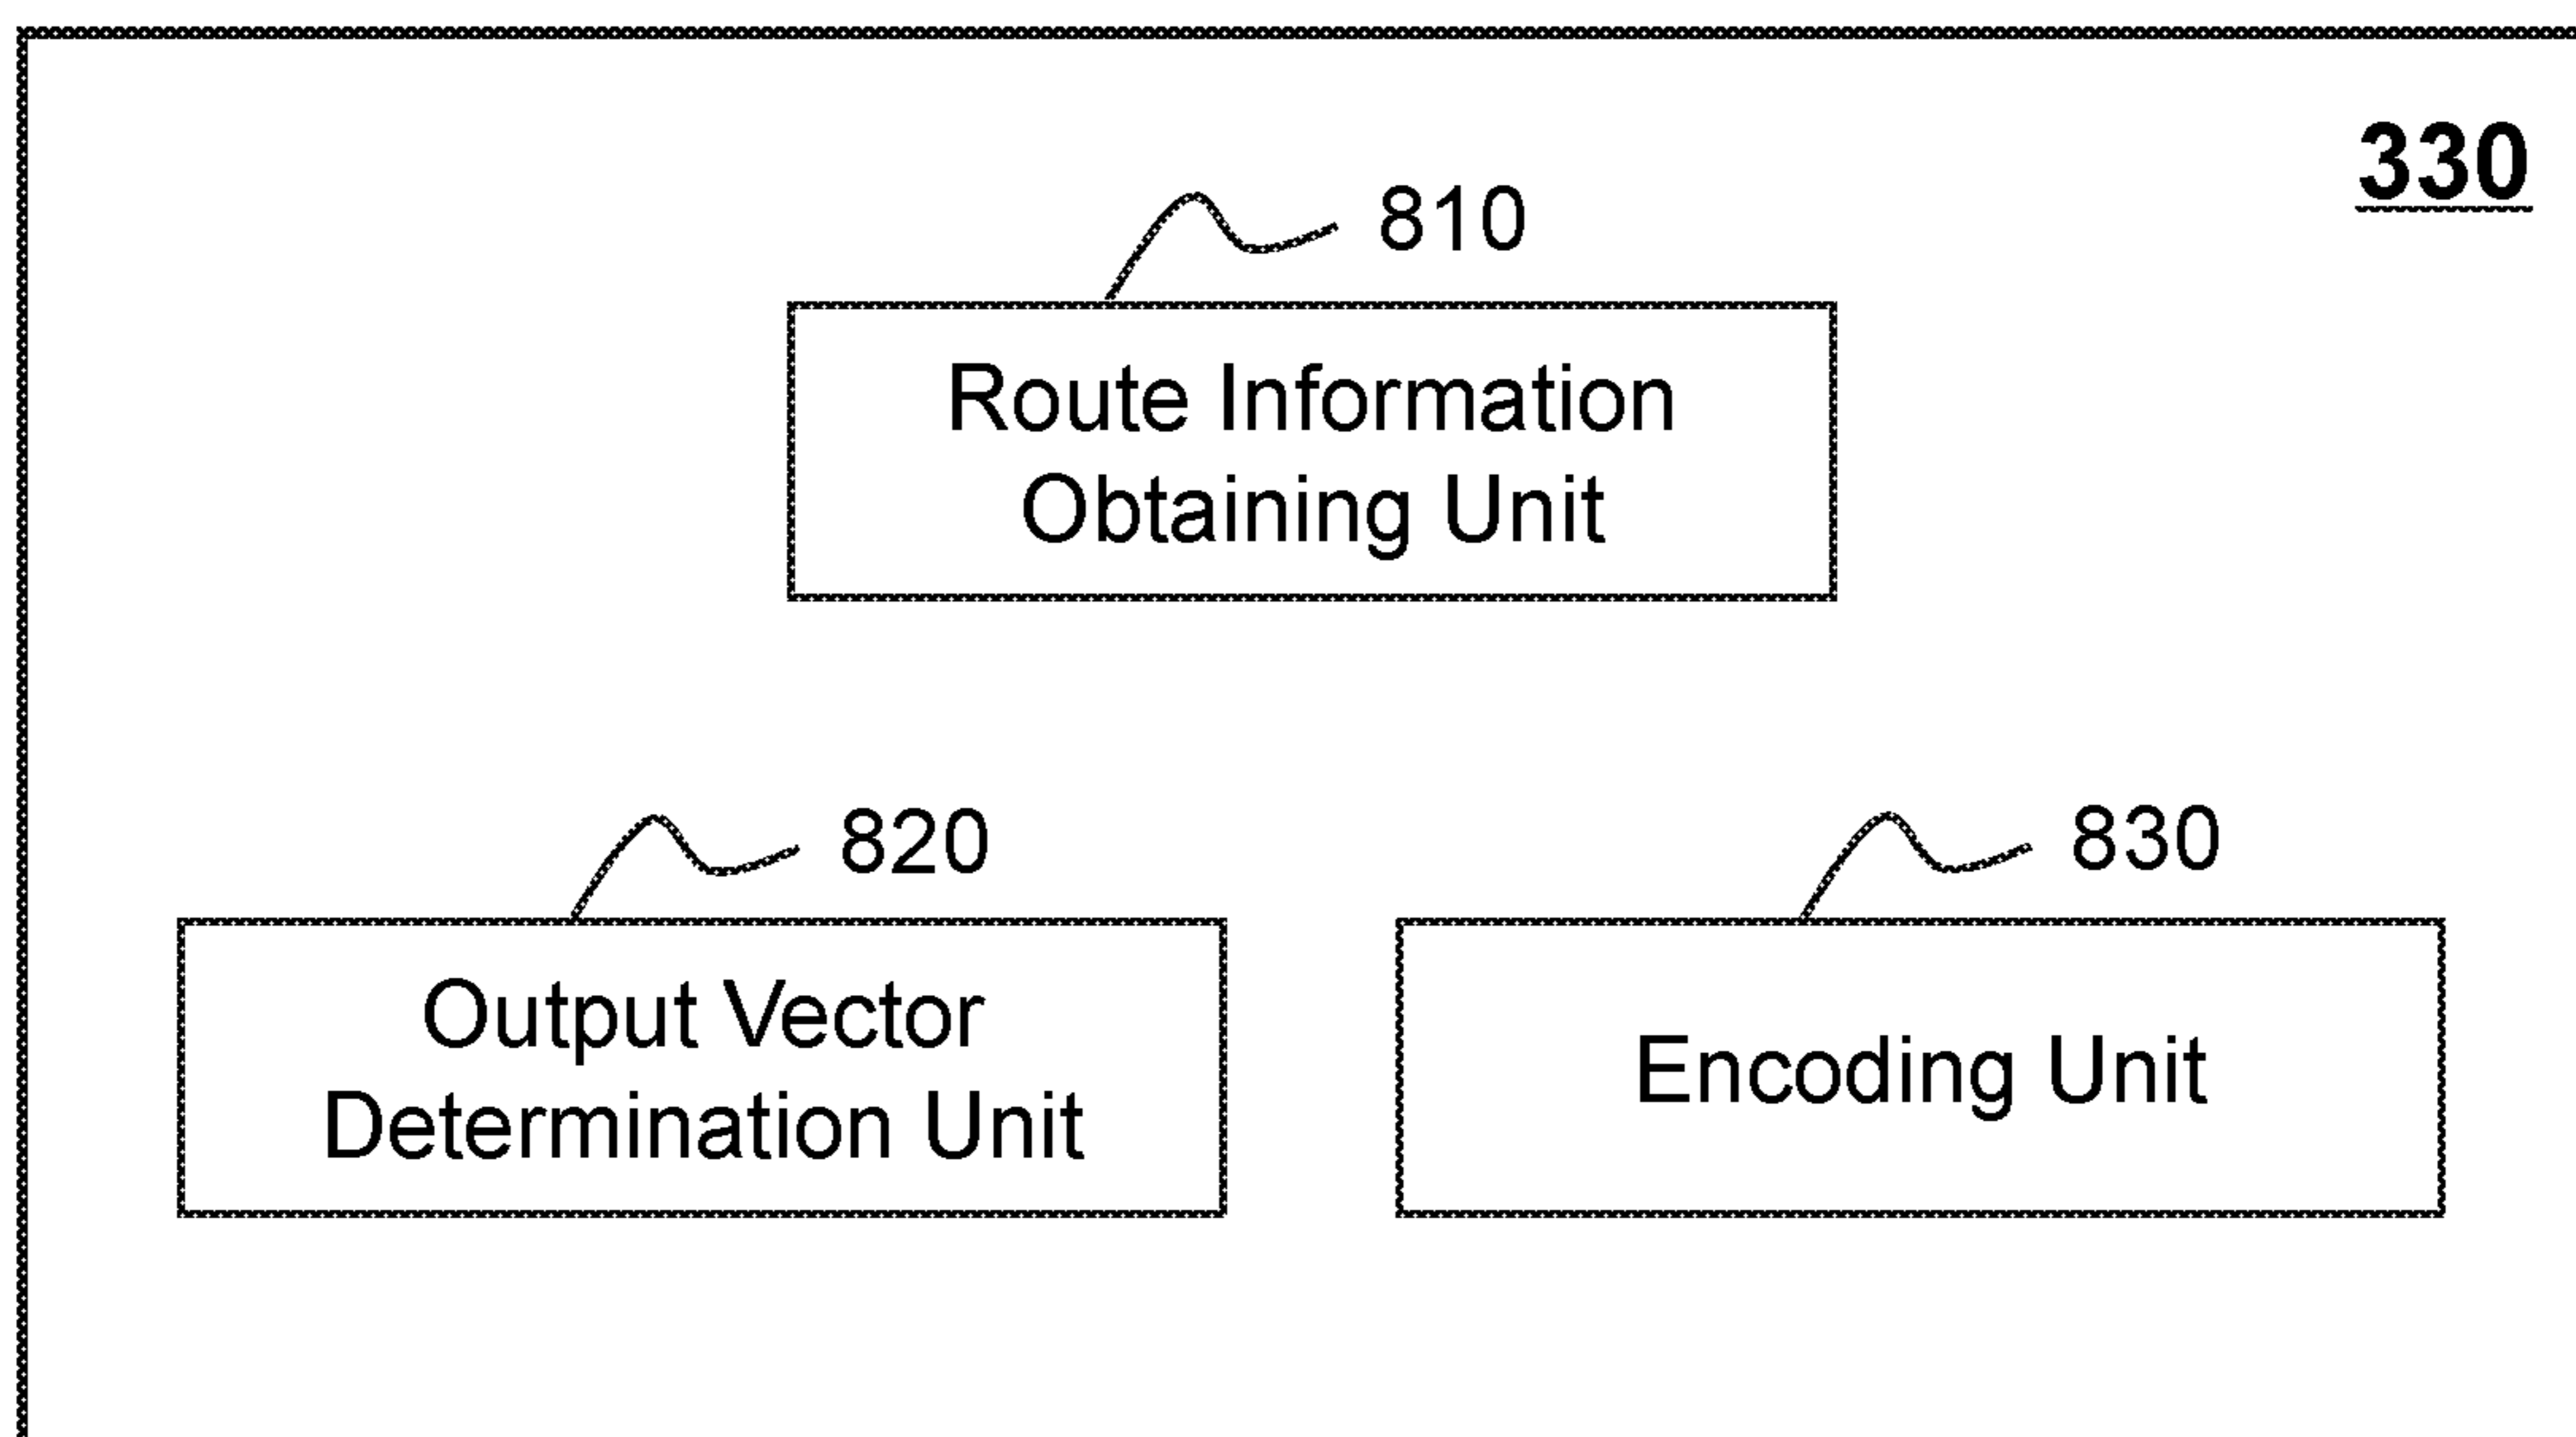 330
810
Route Information
Obtaining Unit
820
830
Output Vector
Determination Unit
Encoding Unit